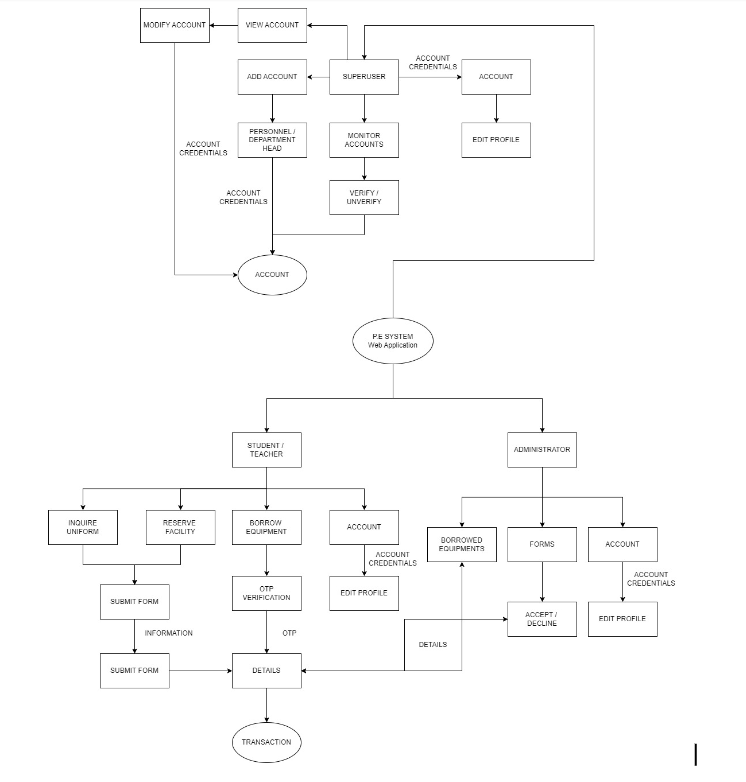 MODIFY ACCOUNT
VIEW ACCOUNT
ACCOUNT
CREDENTIALS
ADD ACCOUNT
SUPERUSER
ACCOUNT
PERSONNEL /
DEPARTMENT
HEAD
MONITOR
ACCOUNTS
EDIT PROFILE
ACCOUNT
CREDENTIALS
ACCOUNT
CREDENTIALS
VERIFY /
UNVERIFY
ACCOUNT
P.E SYSTEM
Web Application
STUDENT /
TEACHER
ADMINISTRATOR
INQUIRE
UNIFORM
RESERVE
FACILITY
BORROW
EQUIPMENT
ACCOUNT
BORROWED
EQUIPMENTS
FORMS
ACCOUNT
ACCOUNT
CREDENTIALS
ACCOUNT
CREDENTIALS
SUBMIT FORM
OTP
VERIFICATION
EDIT PROFILE
ACCEPT /
DECLINE
EDIT PROFILE
INFORMATION
OTP
DETAILS
SUBMIT FORM
DETAILS
TRANSACTION